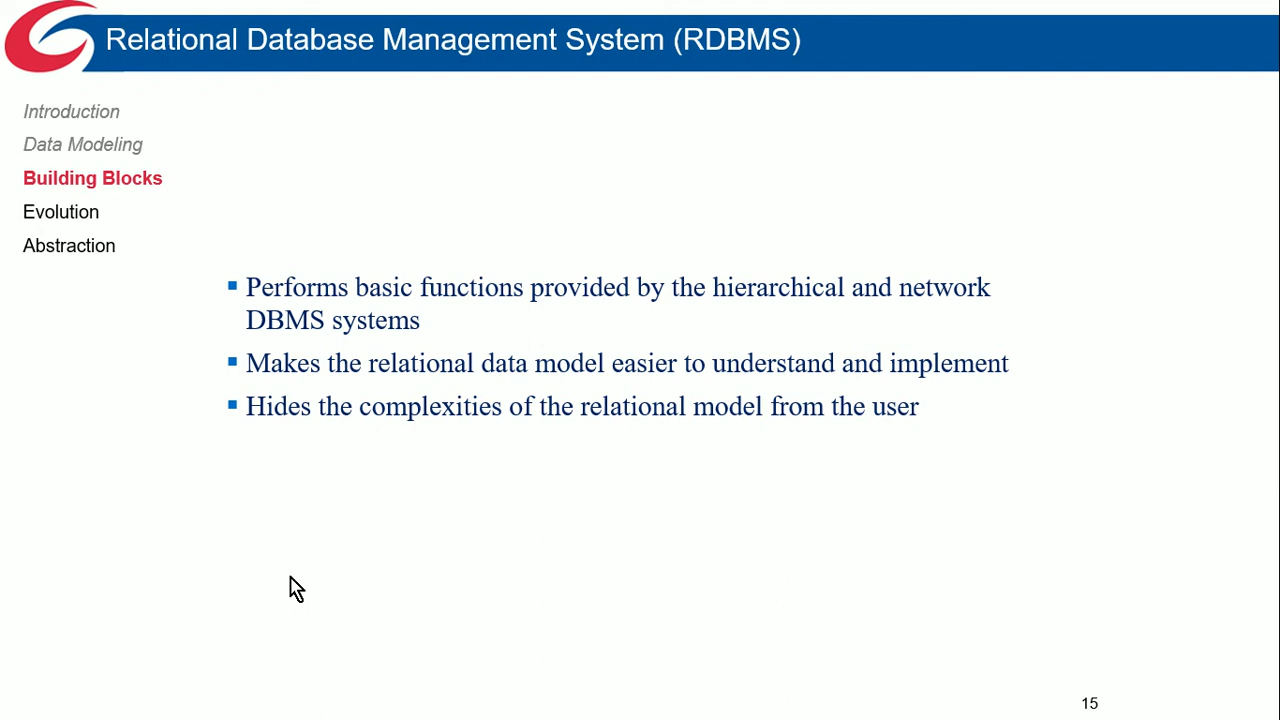 Relational Database Management System (RDBMS)
Introduction
Data Modeling
Building Blocks
Evolution
Abstraction
▪ Performs basic functions provided by the hierarchical and network
DBMS systems
▪ Makes the relational data model easier to understand and implement
▪ Hides the complexities of the relational model from the user
15